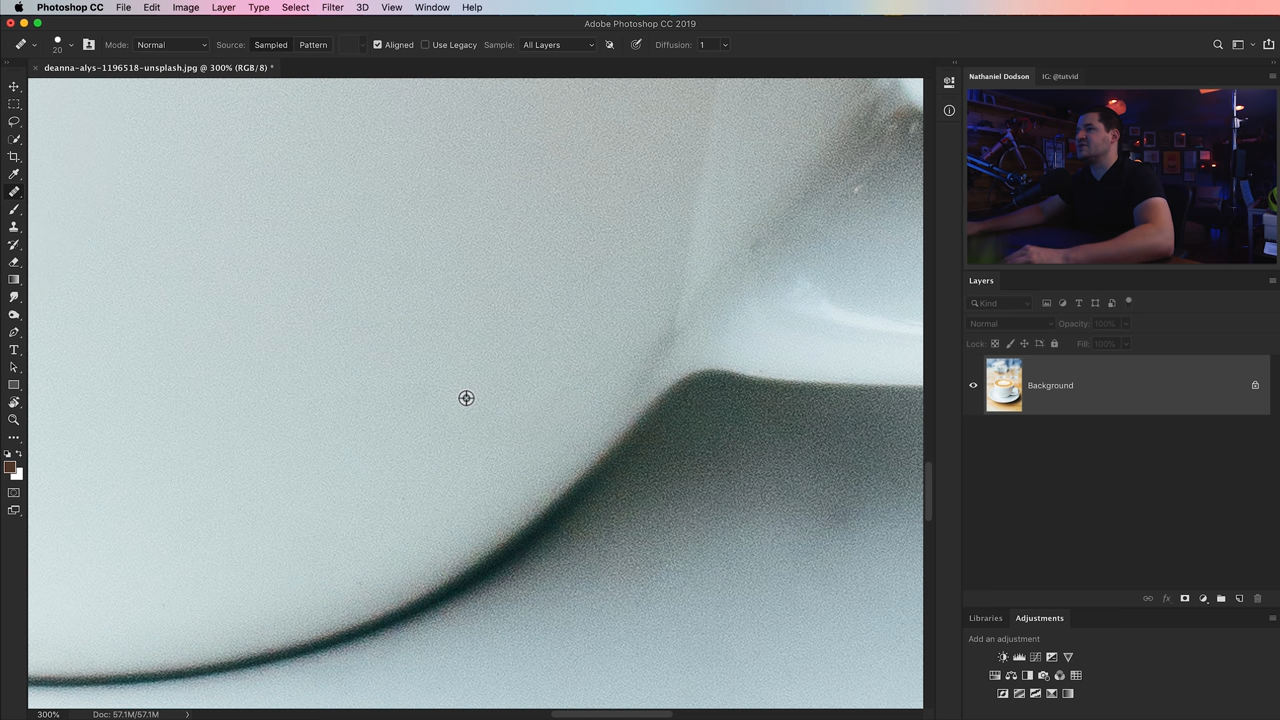 Photoshop CC File Edit Image Layer Type Select Filter 3D View Window Help
Adobe Photoshop CC 2019
20 Mode: Normal Source: Sampled Pattern Aligned Use Legacy Sample: All Layers Diffusion: 1
deanna-alys-1196518-unsplash.jpg @ 300% (RGB/8) *
Nathaniel Dodson IG: @tutvid
Layers
Kind
Normal Opacity: 100%
Lock: Fill: 100%
Background
Libraries Adjustments
Add an adjustment
300% Doc: 57.1M/57.1M